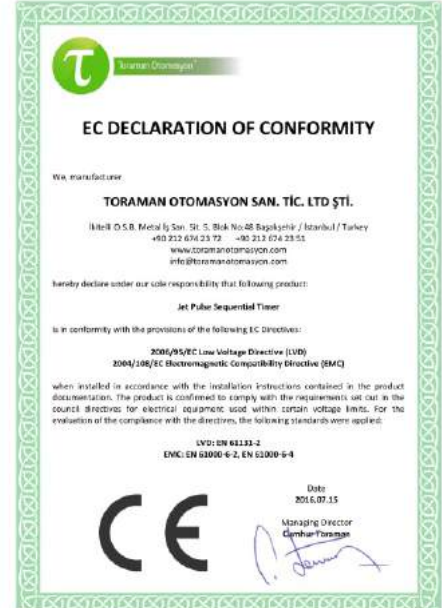 τ
Toraman Otomasyon
EC DECLARATION OF CONFORMITY
We, manufacturer
TORAMAN OTOMASYON SAN. TİC. LTD ŞTİ.
İkitelli O.S.B. Metal İş San. Sit. 5. Blok No:48 Başakşehir / İstanbul / Turkey
+90 212 674 23 72 +90 212 674 23 51
www.toramanotomasyon.com
info@toramanotomasyon.com
hereby declare under our sole responsibility that following product:
Jet Pulse Sequential Timer
is in conformity with the provisions of the following EC Directives:
2006/95/EC Low Voltage Directive (LVD)
2004/108/EC Electromagnetic Compatibility Directive (EMC)
when installed in accordance with the installation instructions contained in the product
documentation. The product is confirmed to comply with the requirements set out in the
council directives for electrical equipment used within certain voltage limits. For the
evaluation of the compliance with the directives, the following standards were applied:
LVD: EN 61131-2
EMC: EN 61000-6-2, EN 61000-6-4
Date
2016.07.15
Managing Director
Cumhur Toraman
CE